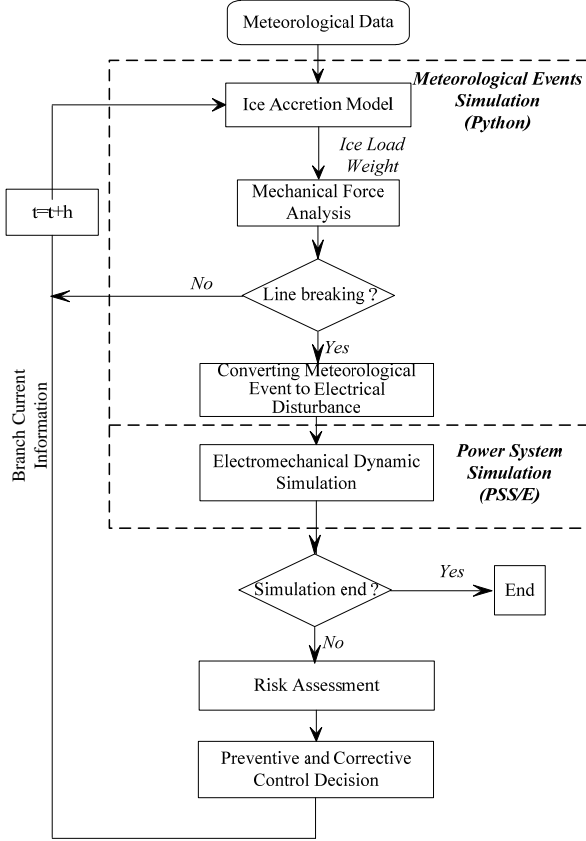 Meteorological Data
Meteorological Events
Simulation
(Python)
Ice Accretion Model
Ice Load
Weight
Mechanical Force
Analysis
t=t+h
No
Line breaking ?
Yes
Converting Meteorological
Event to Electrical
Disturbance
Branch Current
Information
Electromechanical Dynamic
Simulation
Power System
Simulation
(PSS/E)
Simulation end ?
Yes
End
No
Risk Assessment
Preventive and Corrective
Control Decision